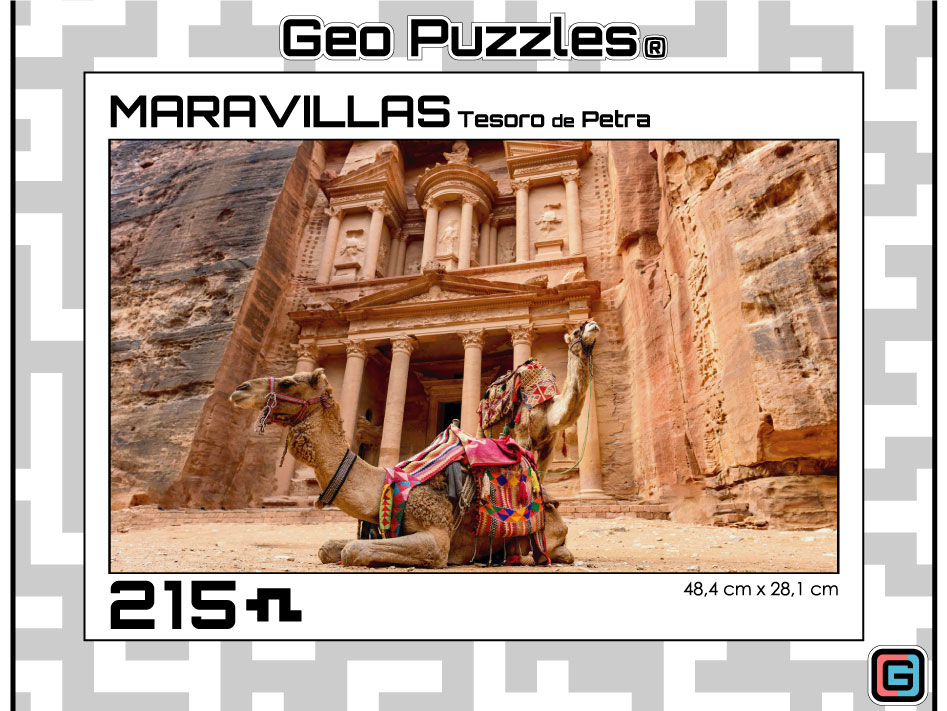 Geo Puzzles®
MARAVILLAS Tesoro de Petra
215
48,4 cm x 28,1 cm
G